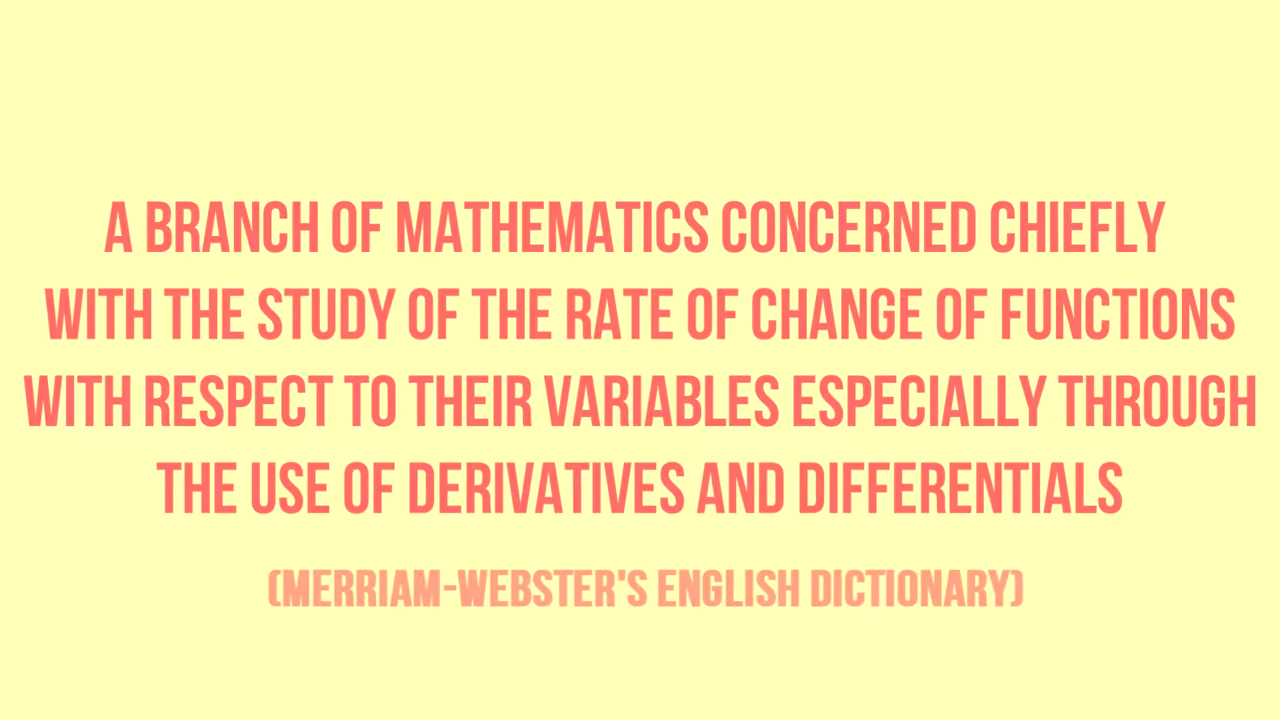 A BRANCH OF MATHEMATICS CONCERNED CHIEFLY
WITH THE STUDY OF THE RATE OF CHANGE OF FUNCTIONS
WITH RESPECT TO THEIR VARIABLES ESPECIALLY THROUGH
THE USE OF DERIVATIVES AND DIFFERENTIALS
(MERRIAM-WEBSTER'S ENGLISH DICTIONARY)